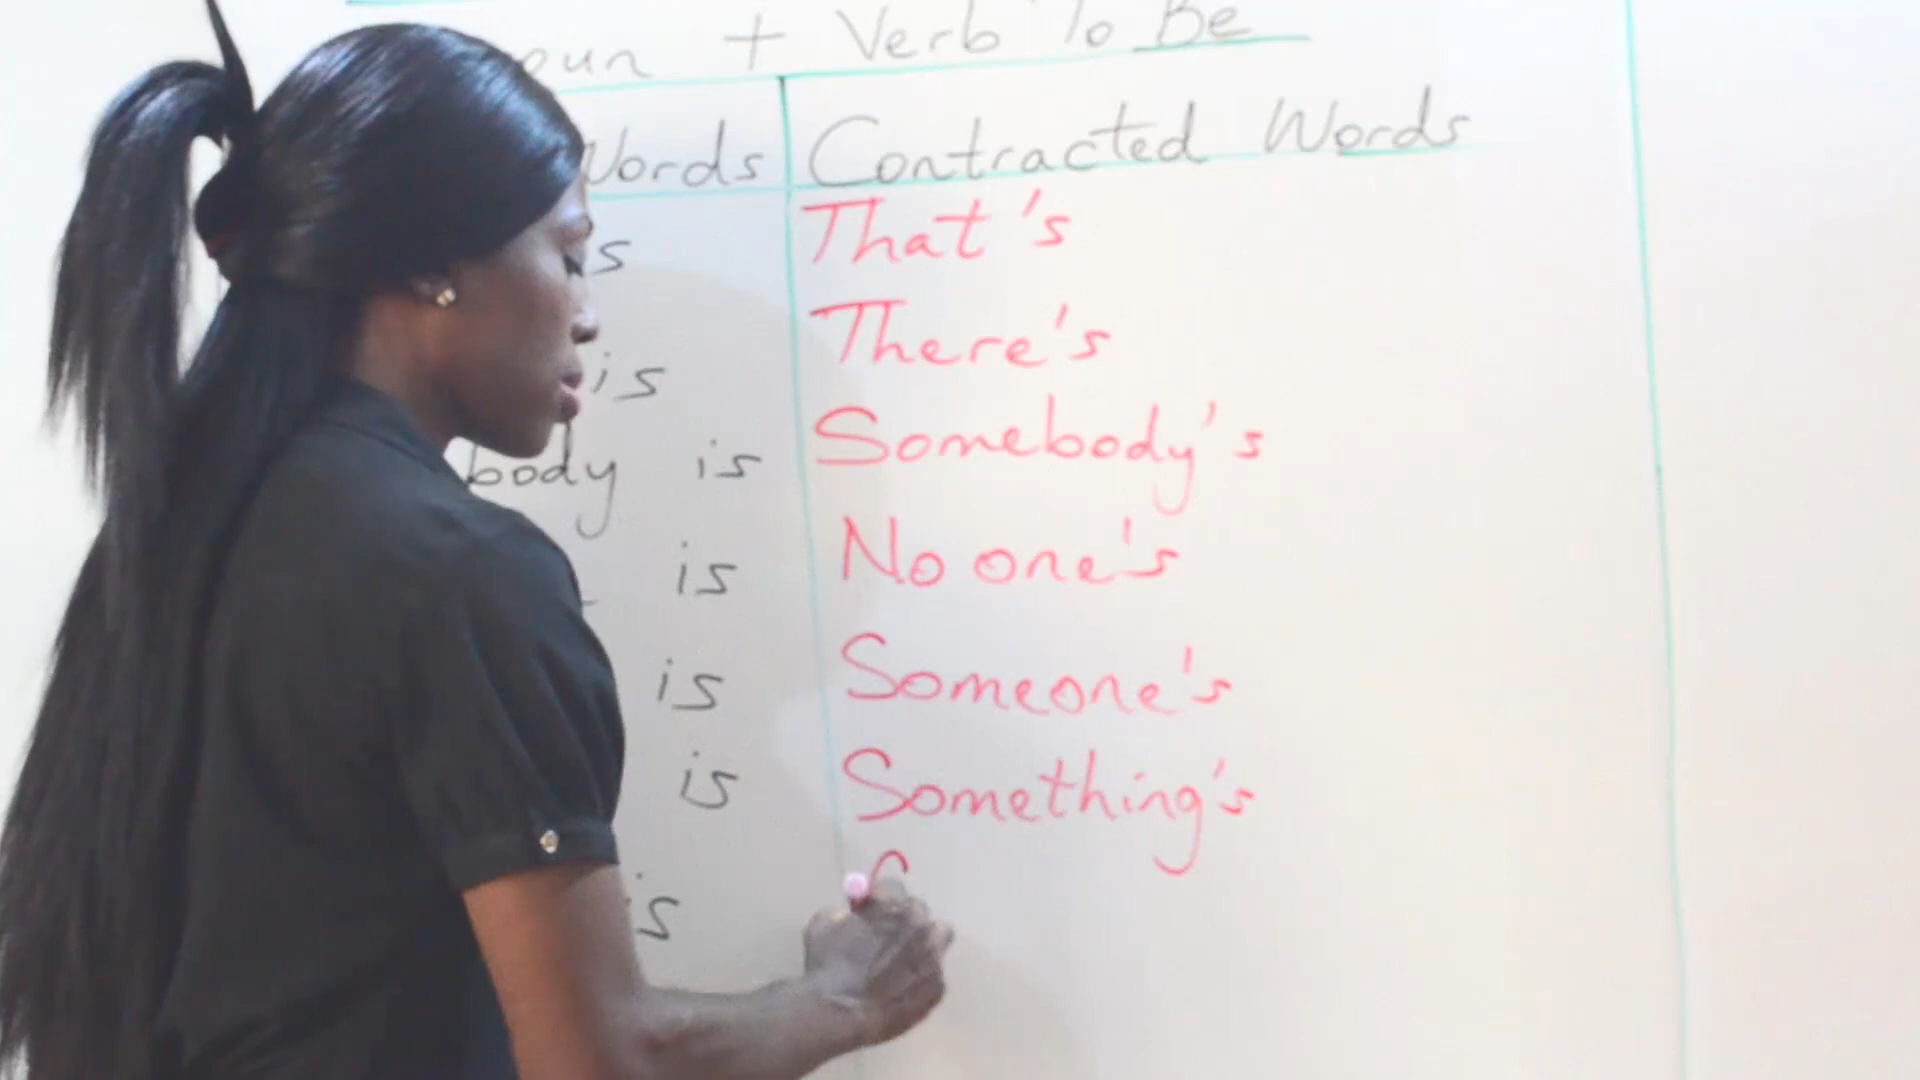 + Verb To Be
Words Contracted Words
That's
is There's
body is Somebody's
is No one's
is Someone's
is Something's
is